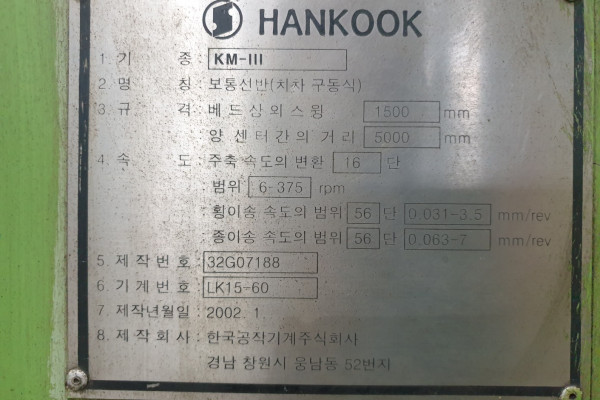 HANKOOK
1. 기 종 : KM-III
2. 명 칭 : 보통선반(치차 구동식)
3. 규 격 : 베드상의스윙 1500 mm
양 센터간의 거리 5000 mm
4. 속 도 : 주축 속도의 변환 16 단
: 범위 6-375 rpm
: 횡이송 속도의 범위 56 단 0.031-3.5 mm/rev
: 종이송 속도의 범위 56 단 0.063-7 mm/rev
5. 제작번호 : 32G07188
6. 기계번호 : LK15-60
7. 제작년월일 : 2002. 1.
8. 제작회사 : 한국공작기계주식회사
경남 창원시 웅남동 52번지